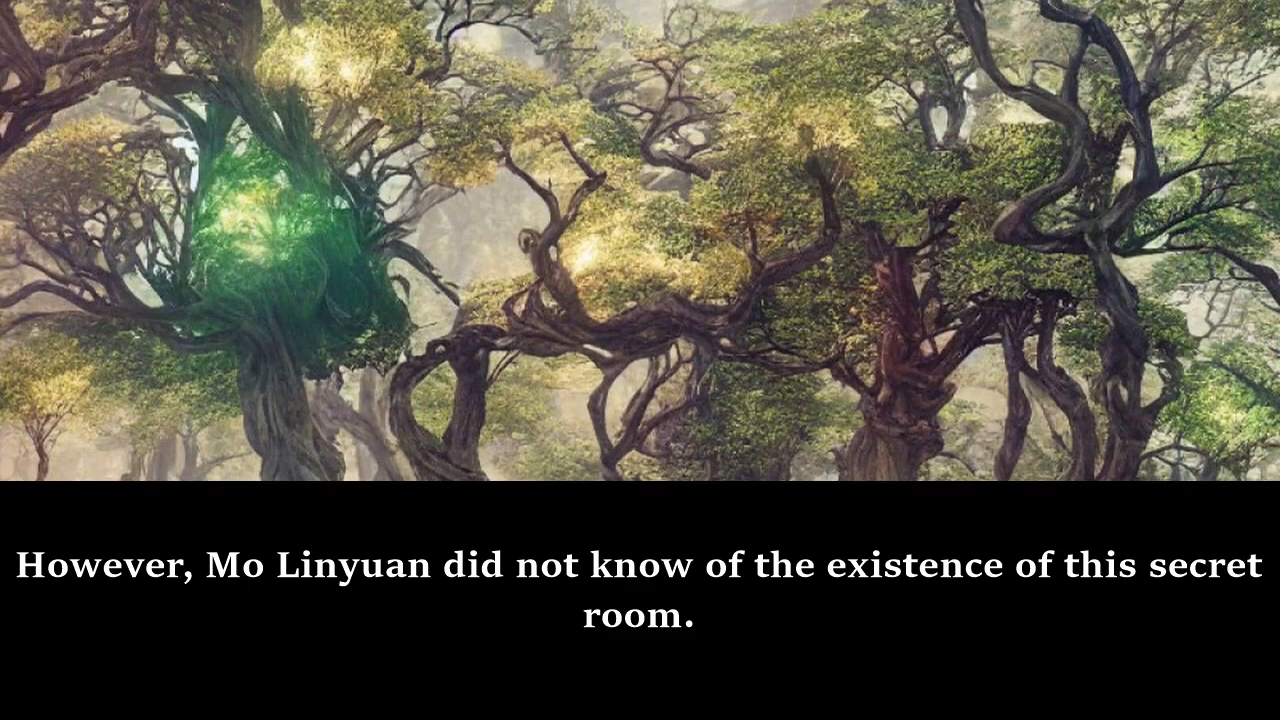 However, Mo Linyuan did not know of the existence of this secret
room.